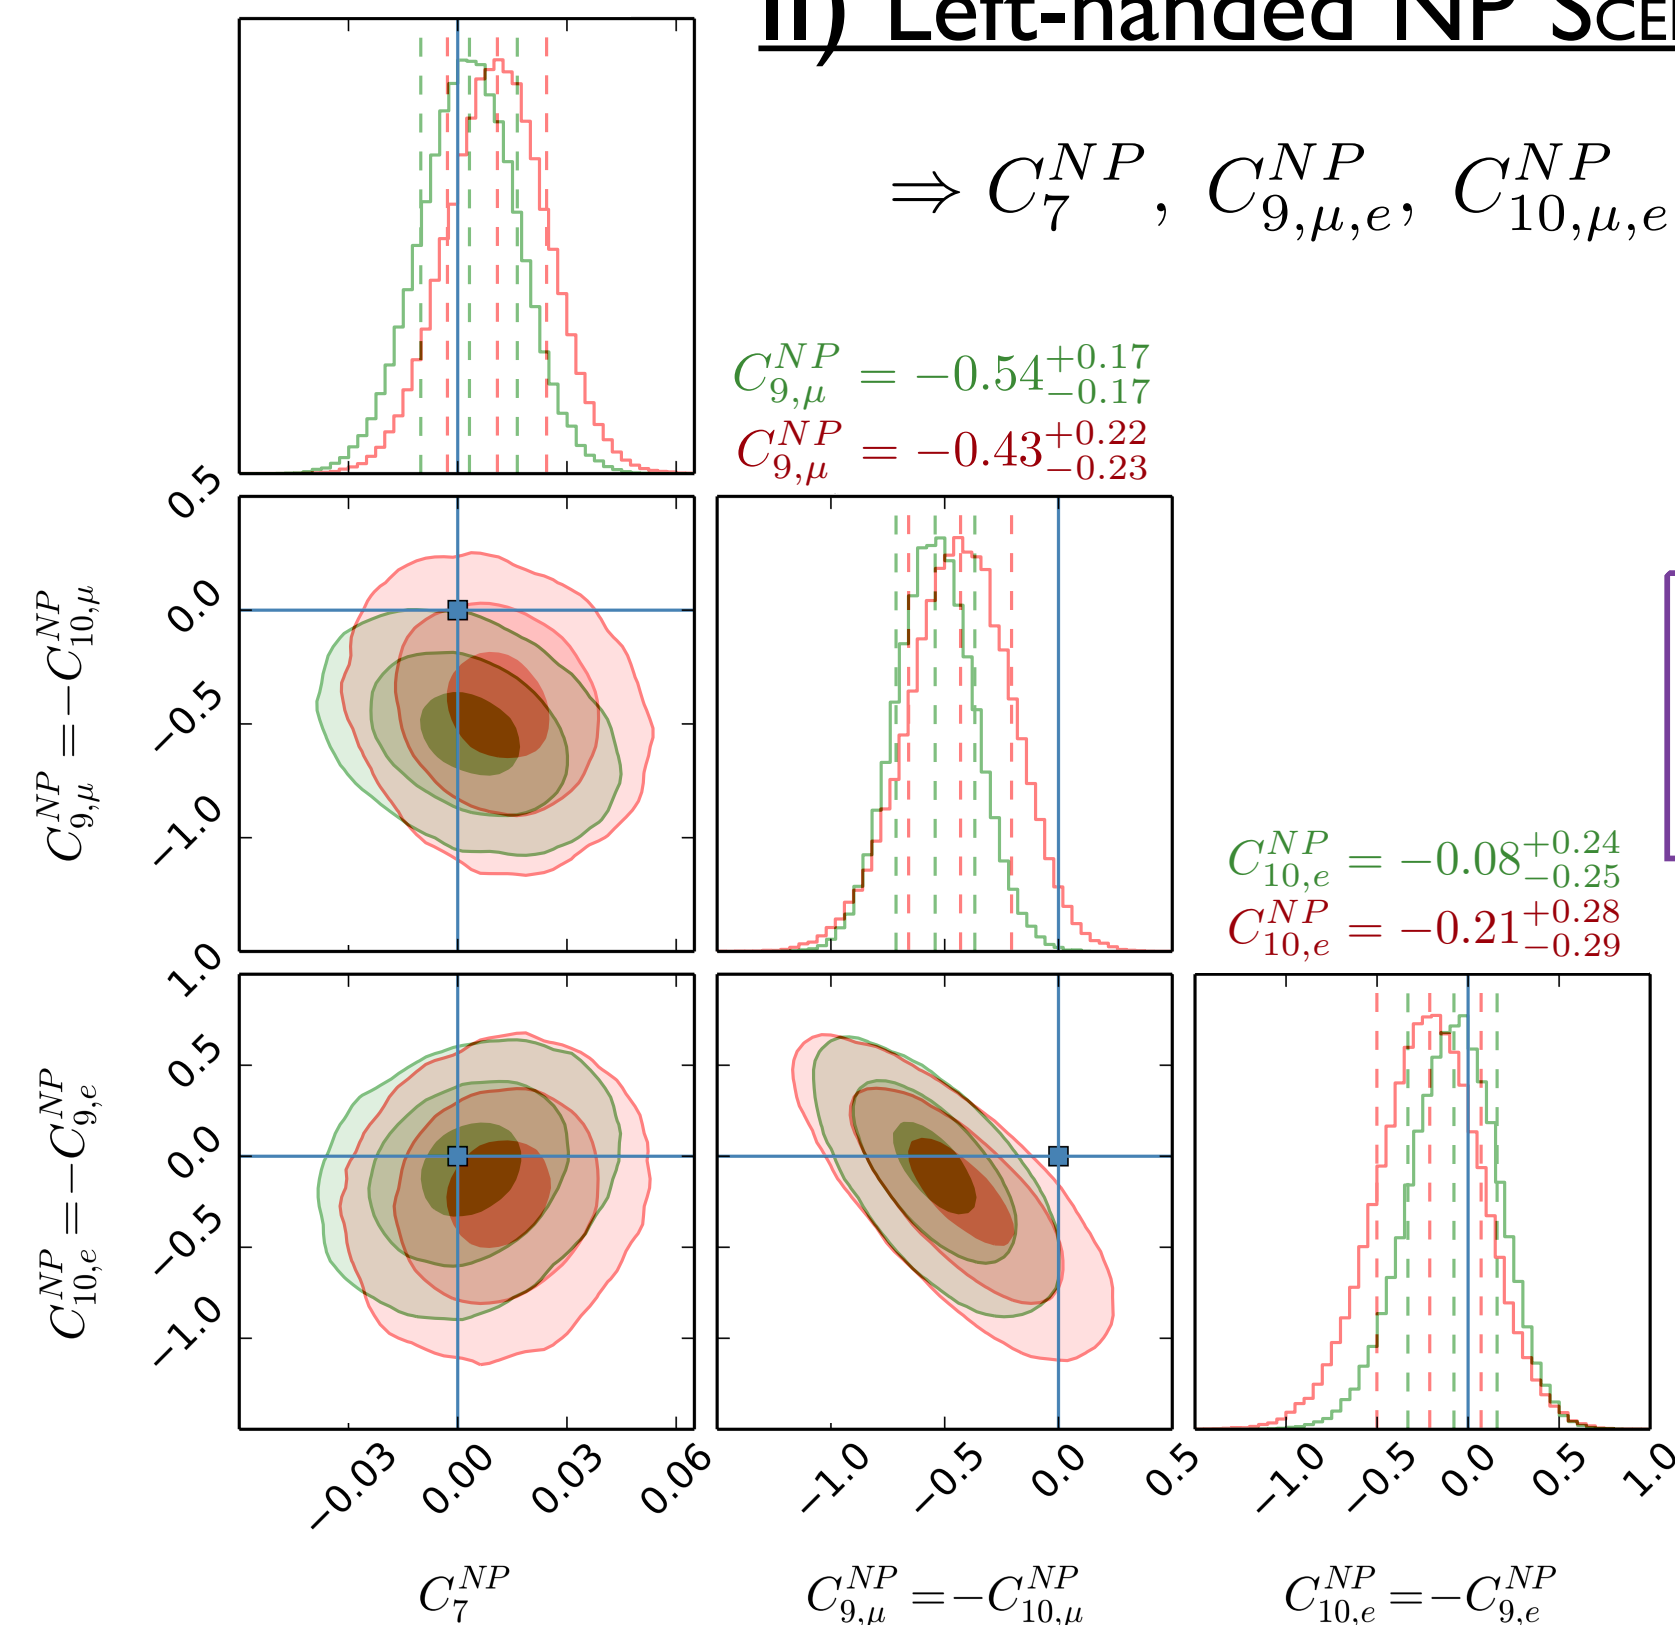 II) Left-handed NP
⇒ C_7^{NP}, C_{9,μ,e}^{NP}, C_{10,μ,e}^{NP}
C_{9,μ}^{NP} = −0.54^{+0.17}_{−0.17}
C_{9,μ}^{NP} = −0.43^{+0.22}_{−0.23}
0.5
0.0
−0.5
−1.0
C_{9,μ}^{NP} = −C_{10,μ}^{NP}
C_{10,e}^{NP} = −0.08^{+0.24}_{−0.25}
C_{10,e}^{NP} = −0.21^{+0.28}_{−0.29}
1.0
0.5
0.0
−0.5
−1.0
C_{10,e}^{NP} = −C_{9,e}^{NP}
−0.03 0.00 0.03 0.06
−1.0 −0.5 0.0 0.5
−1.0 −0.5 0.0 0.5 1.0
C_7^{NP}
C_{9,μ}^{NP} = −C_{10,μ}^{NP}
C_{10,e}^{NP} = −C_{9,e}^{NP}